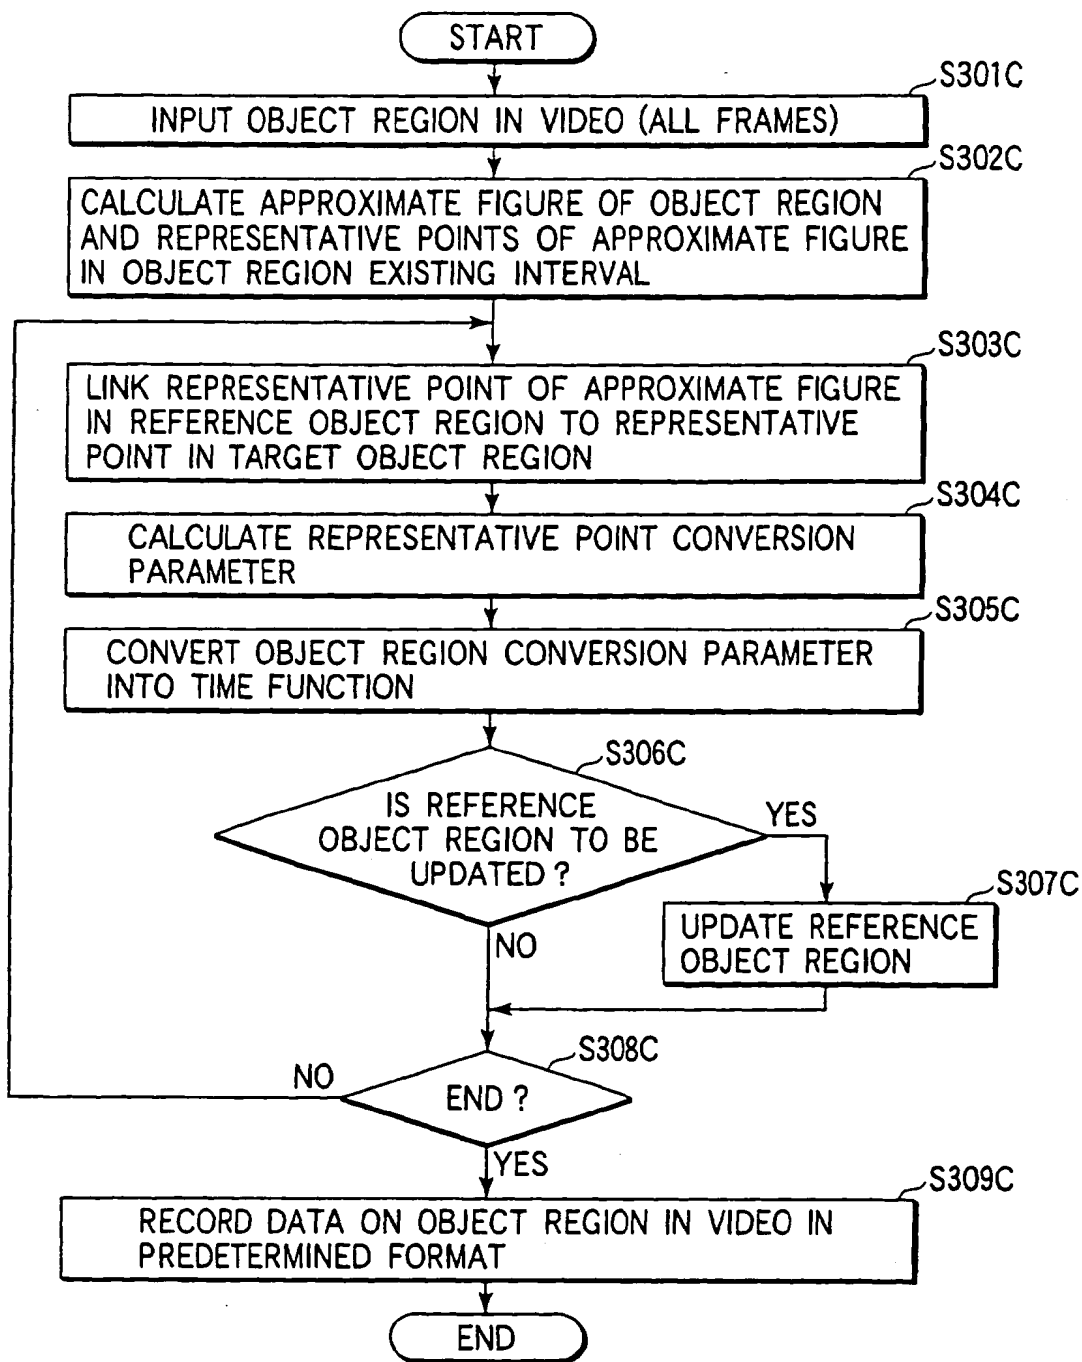 START
S301C
INPUT OBJECT REGION IN VIDEO (ALL FRAMES)
S302C
CALCULATE APPROXIMATE FIGURE OF OBJECT REGION
AND REPRESENTATIVE POINTS OF APPROXIMATE FIGURE
IN OBJECT REGION EXISTING INTERVAL
S303C
LINK REPRESENTATIVE POINT OF APPROXIMATE FIGURE
IN REFERENCE OBJECT REGION TO REPRESENTATIVE
POINT IN TARGET OBJECT REGION
S304C
CALCULATE REPRESENTATIVE POINT CONVERSION
PARAMETER
S305C
CONVERT OBJECT REGION CONVERSION PARAMETER
INTO TIME FUNCTION
S306C
IS REFERENCE
OBJECT REGION TO BE
UPDATED ?
YES
S307C
UPDATE REFERENCE
OBJECT REGION
NO
S308C
NO
END ?
YES
S309C
RECORD DATA ON OBJECT REGION IN VIDEO IN
PREDETERMINED FORMAT
END